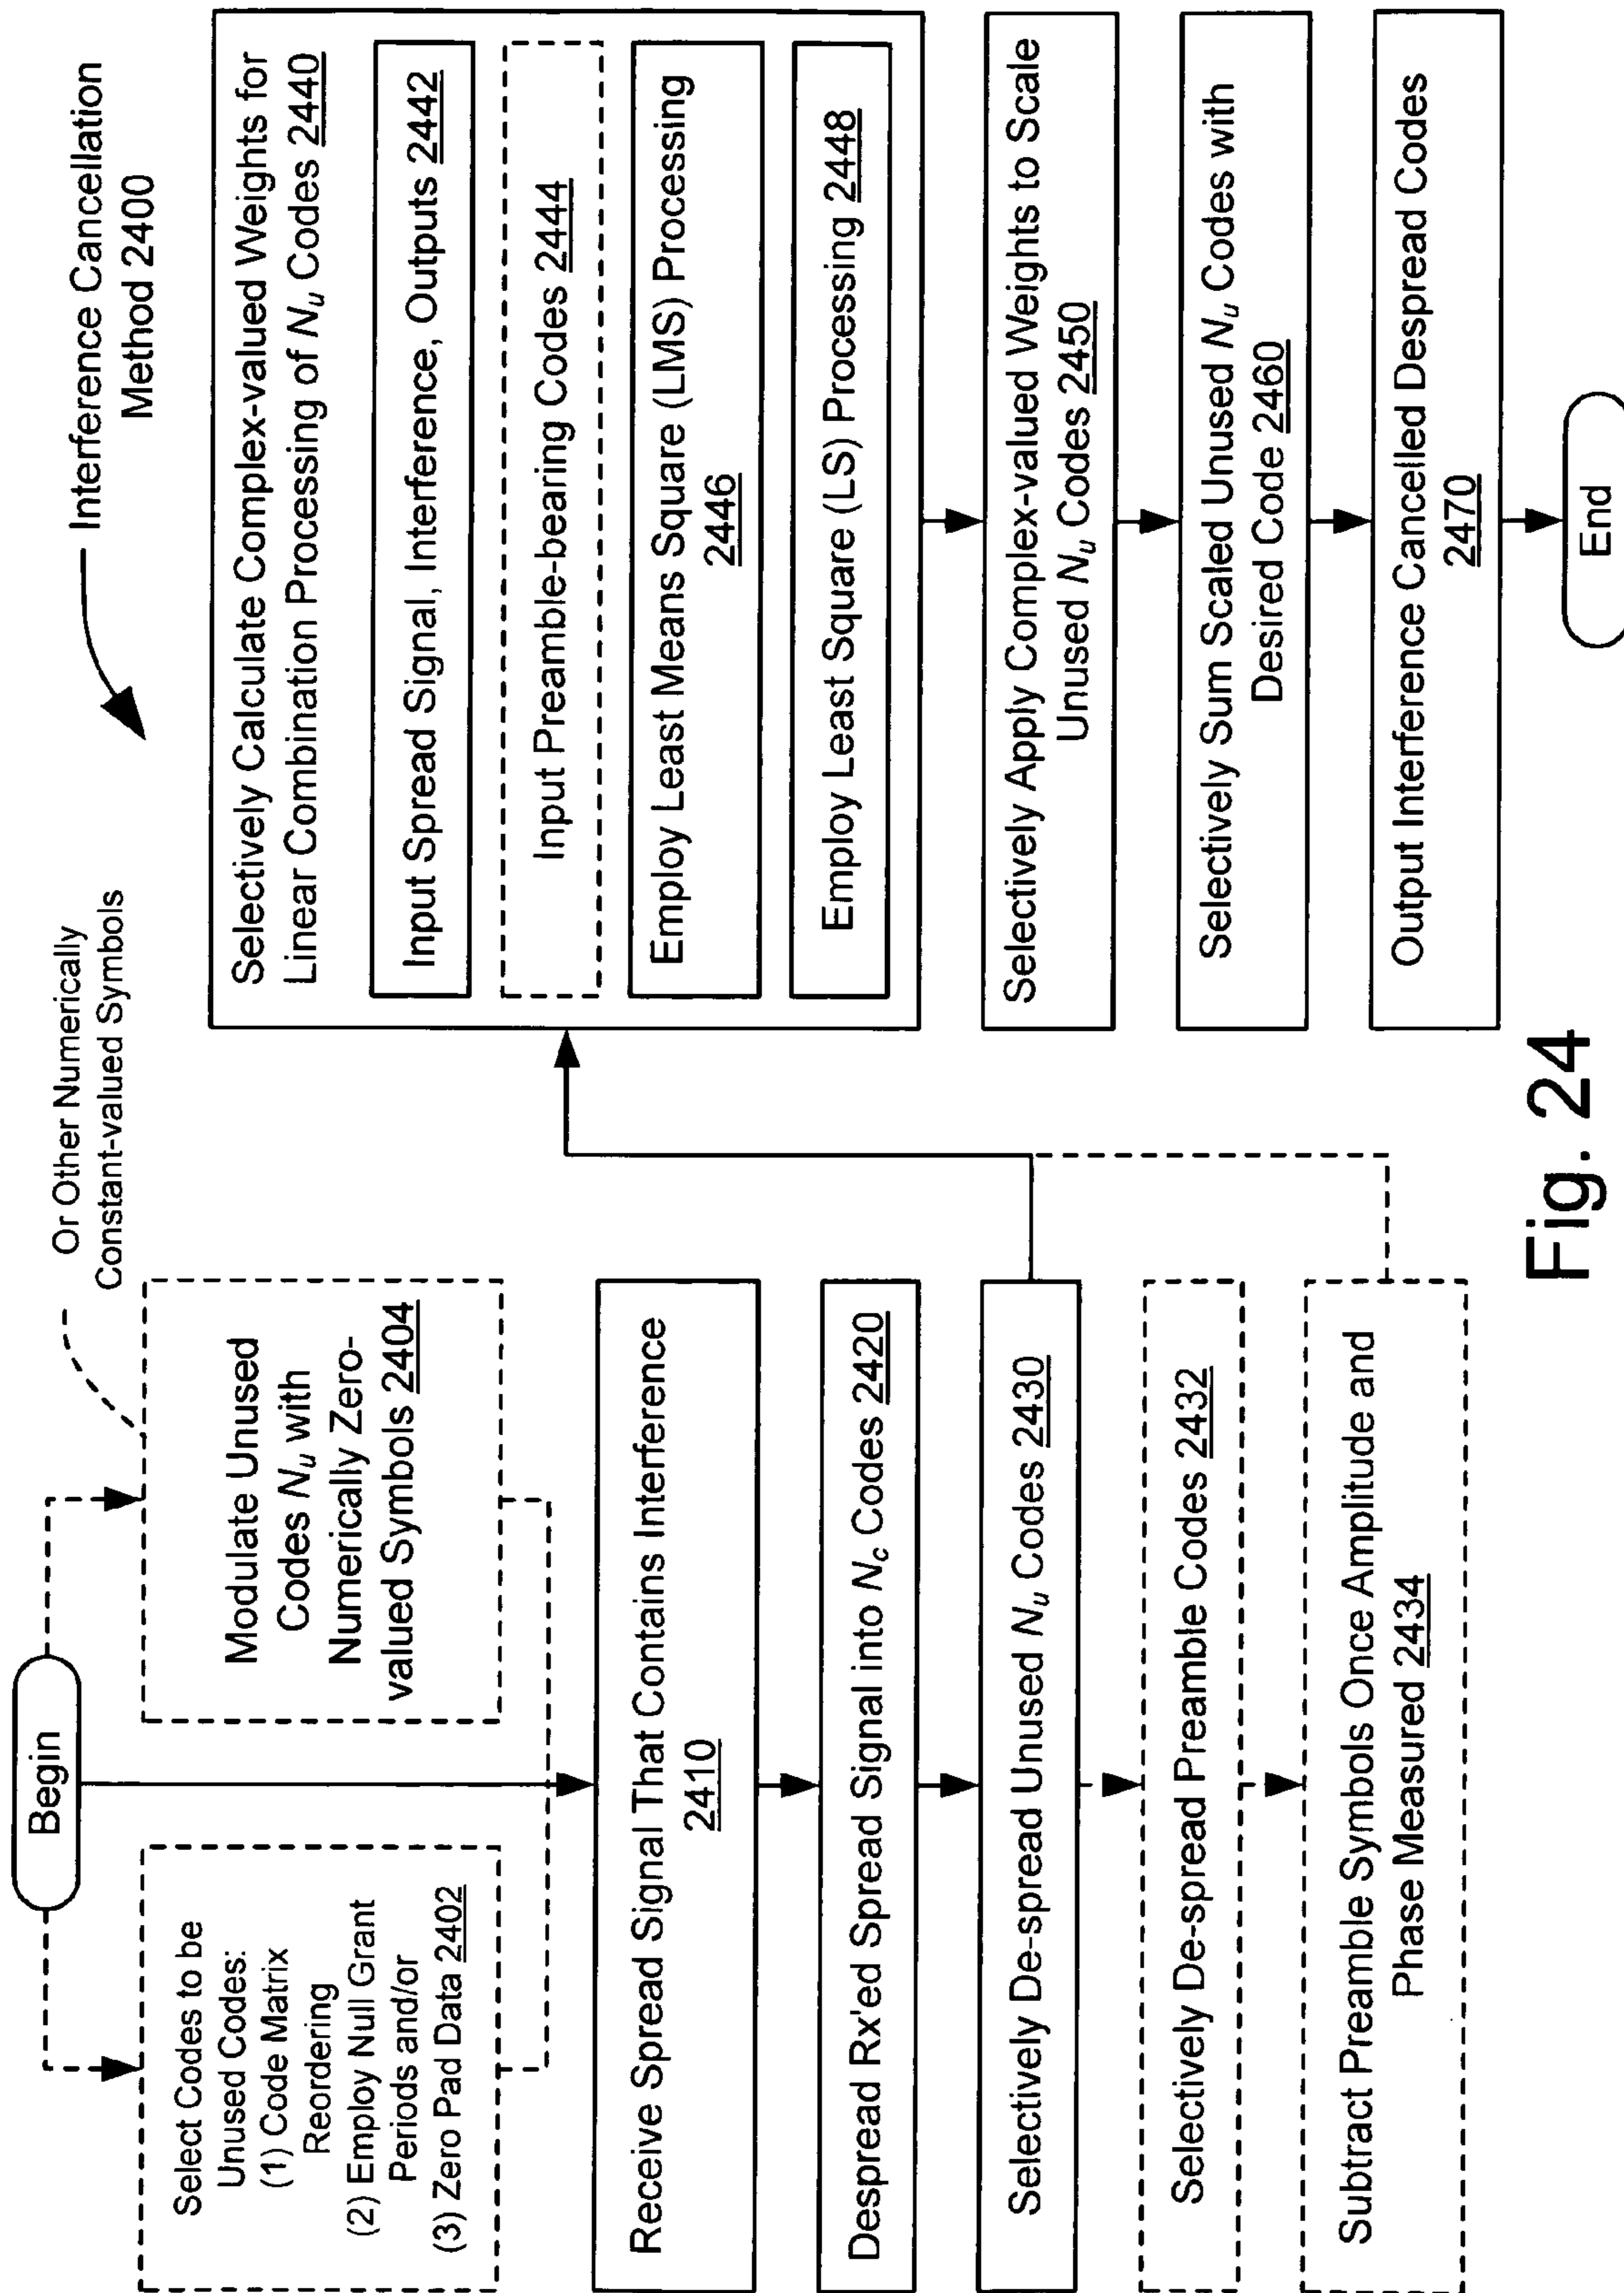 Interference Cancellation
Method 2400
Begin
Select Codes to be
Unused Codes:
(1) Code Matrix
Reordering
(2) Employ Null Grant
Periods and/or
(3) Zero Pad Data 2402
Modulate Unused
Codes Nu with
Numerically Zero-
valued Symbols 2404
Or Other Numerically
Constant-valued Symbols
Receive Spread Signal That Contains Interference
2410
Despread Rx'ed Spread Signal into Nc Codes 2420
Selectively De-spread Unused Nu Codes 2430
Selectively De-spread Preamble Codes 2432
Subtract Preamble Symbols Once Amplitude and
Phase Measured 2434
Selectively Calculate Complex-valued Weights for
Linear Combination Processing of Nu Codes 2440
Input Spread Signal, Interference, Outputs 2442
Input Preamble-bearing Codes 2444
Employ Least Means Square (LMS) Processing
2446
Employ Least Square (LS) Processing 2448
Selectively Apply Complex-valued Weights to Scale
Unused Nu Codes 2450
Selectively Sum Scaled Unused Nu Codes with
Desired Code 2460
Output Interference Cancelled Despread Codes
2470
End
Fig. 24